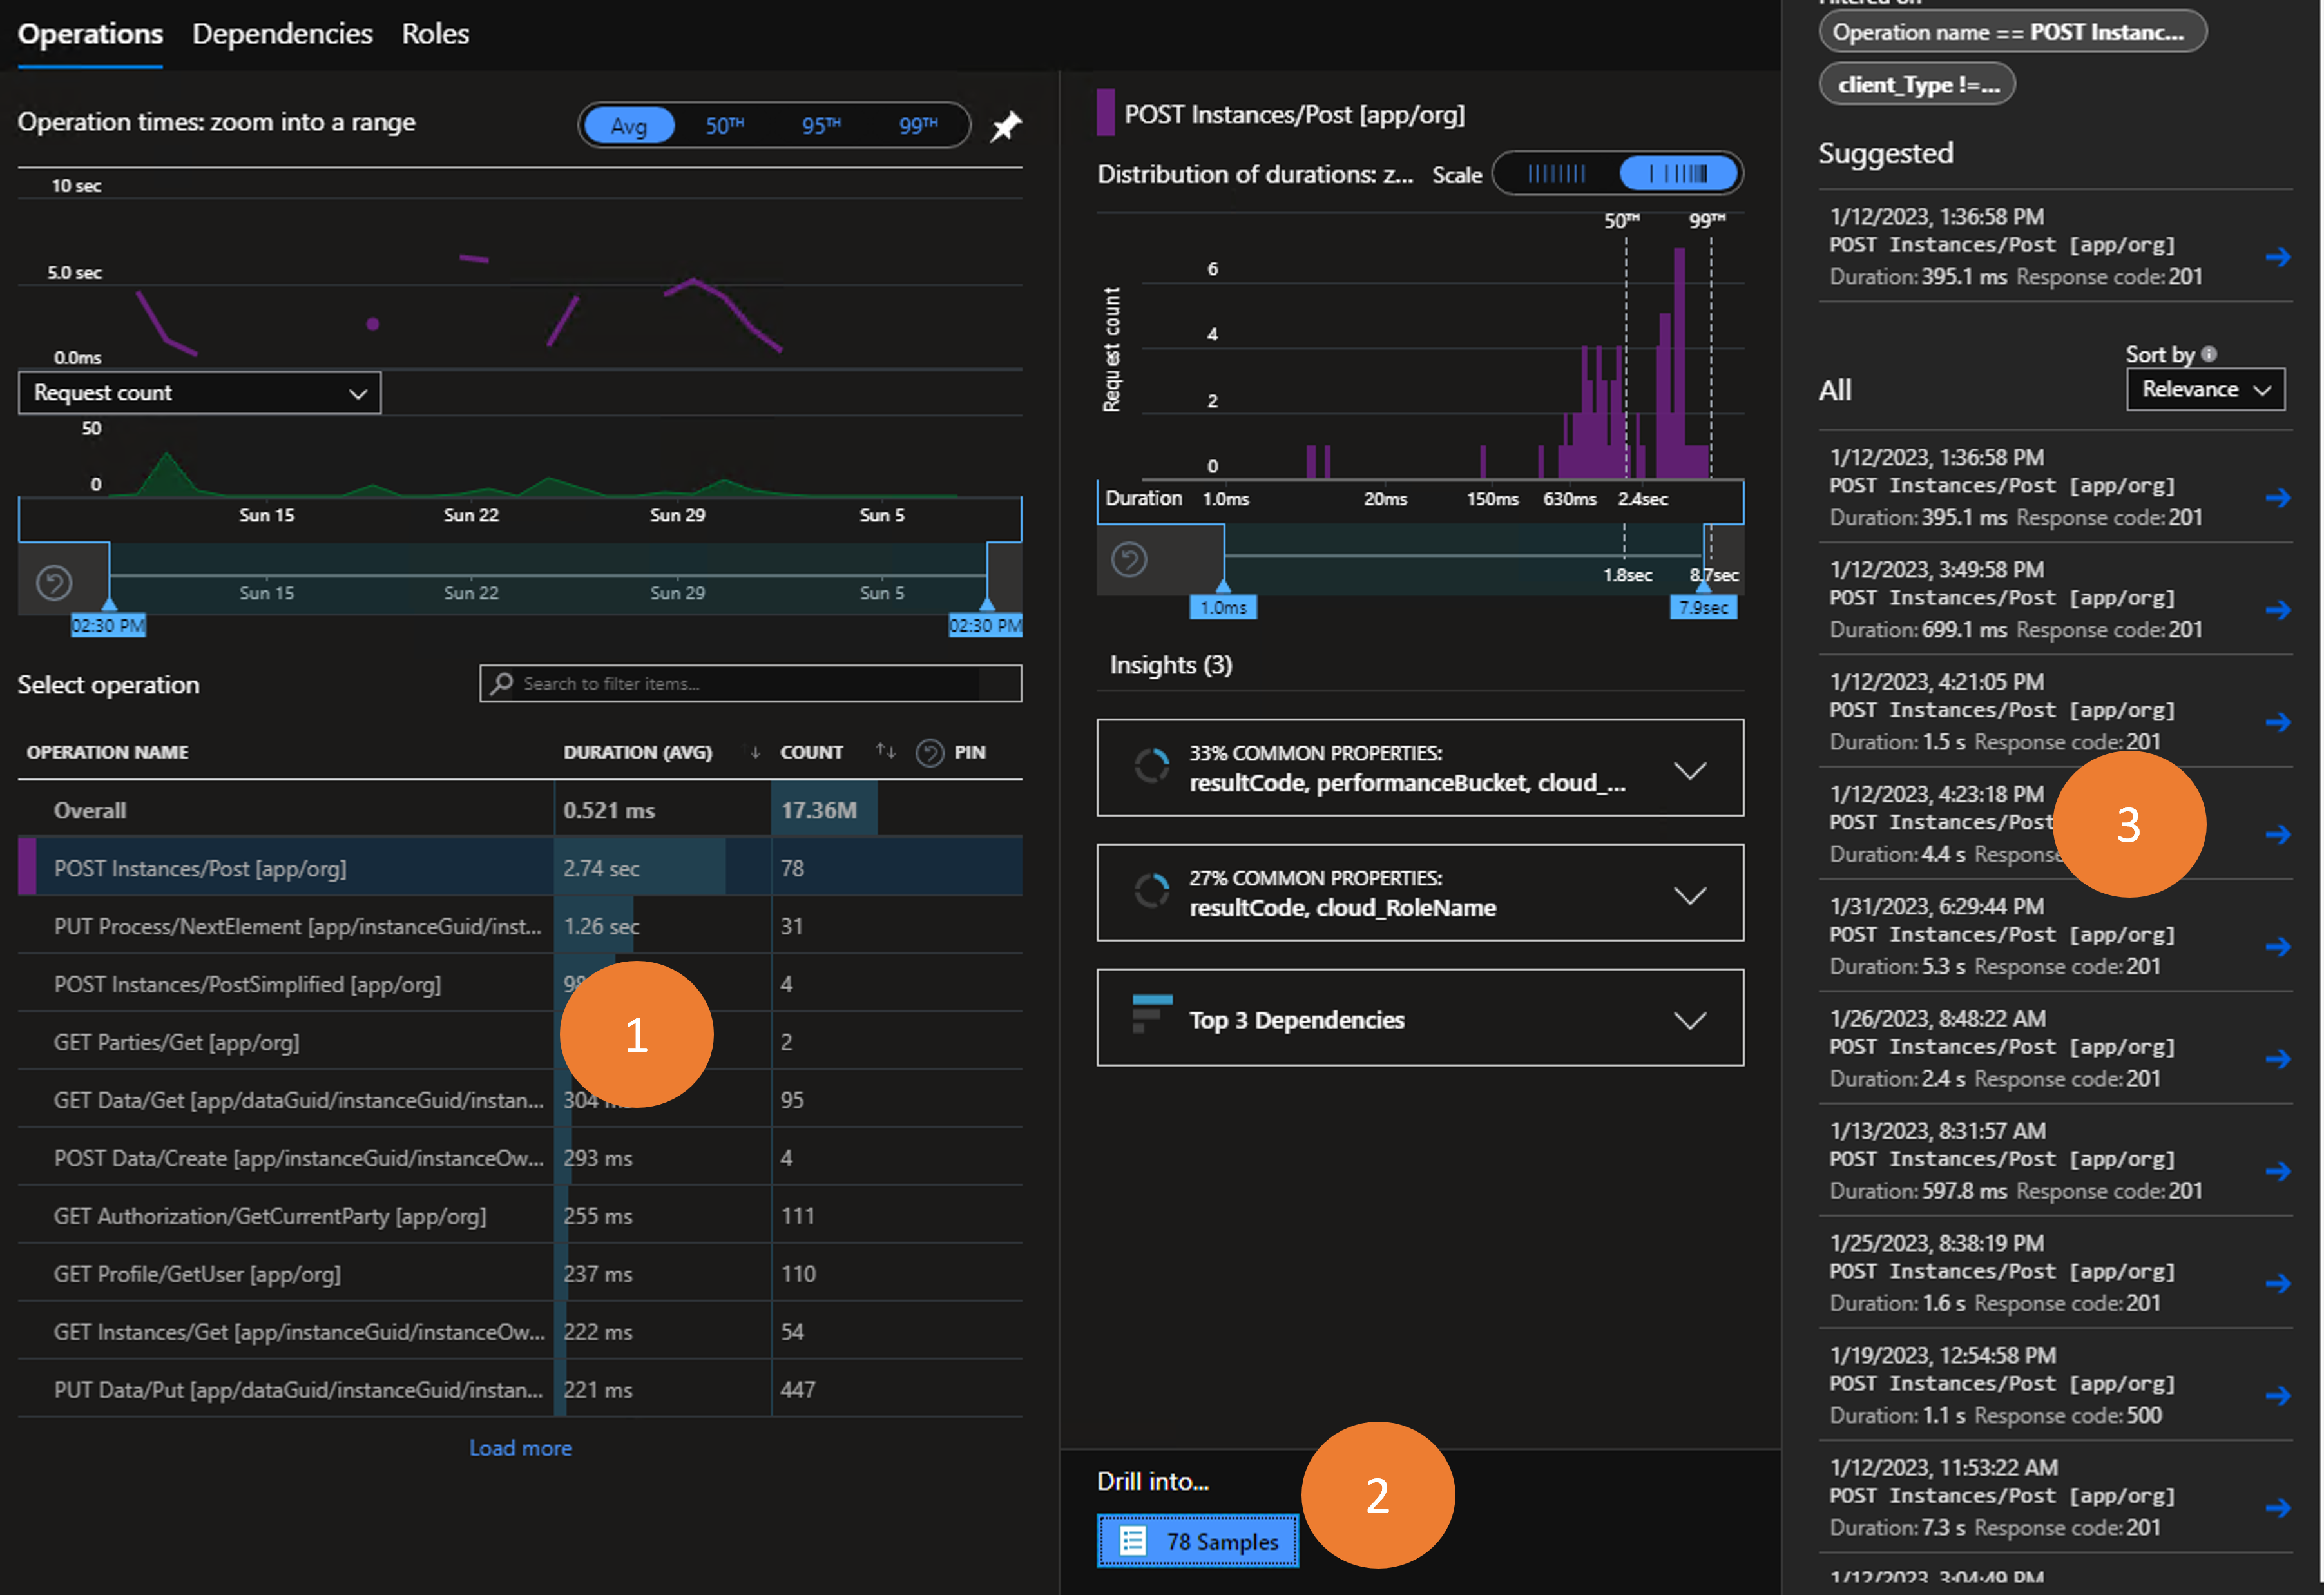 Operations Dependencies Roles
Operation times: zoom into a range
Avg 50TH 95TH 99TH
10 sec
5.0 sec
0.0ms
Request count
50
0
Sun 15 Sun 22 Sun 29 Sun 5
Sun 15 Sun 22 Sun 29 Sun 5
02:30 PM 02:30 PM
Select operation
Search to filter items...
OPERATION NAME DURATION (AVG) COUNT PIN
Overall 0.521 ms 17.36M
POST Instances/Post [app/org] 2.74 sec 78
PUT Process/NextElement [app/instanceGuid/inst... 1.26 sec 31
POST Instances/PostSimplified [app/org] 4
GET Parties/Get [app/org] 2
1
GET Data/Get [app/dataGuid/instanceGuid/instan... 304 95
POST Data/Create [app/instanceGuid/instanceOw... 293 ms 4
GET Authorization/GetCurrentParty [app/org] 255 ms 111
GET Profile/GetUser [app/org] 237 ms 110
GET Instances/Get [app/instanceGuid/instanceOw... 222 ms 54
PUT Data/Put [app/dataGuid/instanceGuid/instan... 221 ms 447
Load more
POST Instances/Post [app/org]
Distribution of durations: z... Scale
50TH 99TH
Request count
6
4
2
0
Duration 1.0ms 20ms 150ms 630ms 2.4sec
1.8sec 8.7sec
1.0ms 7.9sec
Insights (3)
33% COMMON PROPERTIES:
resultCode, performanceBucket, cloud_...
27% COMMON PROPERTIES:
resultCode, cloud_RoleName
Top 3 Dependencies
Drill into...
78 Samples
2
Filtered on
Operation name == POST Instanc...
client_Type !=...
Suggested
1/12/2023, 1:36:58 PM
POST Instances/Post [app/org]
Duration: 395.1 ms Response code: 201
Sort by
All
Relevance
1/12/2023, 1:36:58 PM
POST Instances/Post [app/org]
Duration: 395.1 ms Response code: 201
1/12/2023, 3:49:58 PM
POST Instances/Post [app/org]
Duration: 699.1 ms Response code: 201
1/12/2023, 4:21:05 PM
POST Instances/Post [app/org]
Duration: 1.5 s Response code: 201
1/12/2023, 4:23:18 PM
POST Instances/Post
Duration: 4.4 s Response
3
1/31/2023, 6:29:44 PM
POST Instances/Post [app/org]
Duration: 5.3 s Response code: 201
1/26/2023, 8:48:22 AM
POST Instances/Post [app/org]
Duration: 2.4 s Response code: 201
1/13/2023, 8:31:57 AM
POST Instances/Post [app/org]
Duration: 597.8 ms Response code: 201
1/25/2023, 8:38:19 PM
POST Instances/Post [app/org]
Duration: 1.6 s Response code: 201
1/19/2023, 12:54:58 PM
POST Instances/Post [app/org]
Duration: 1.1 s Response code: 500
1/12/2023, 11:53:22 AM
POST Instances/Post [app/org]
Duration: 7.3 s Response code: 201
1/12/2023, 3:04:49 PM